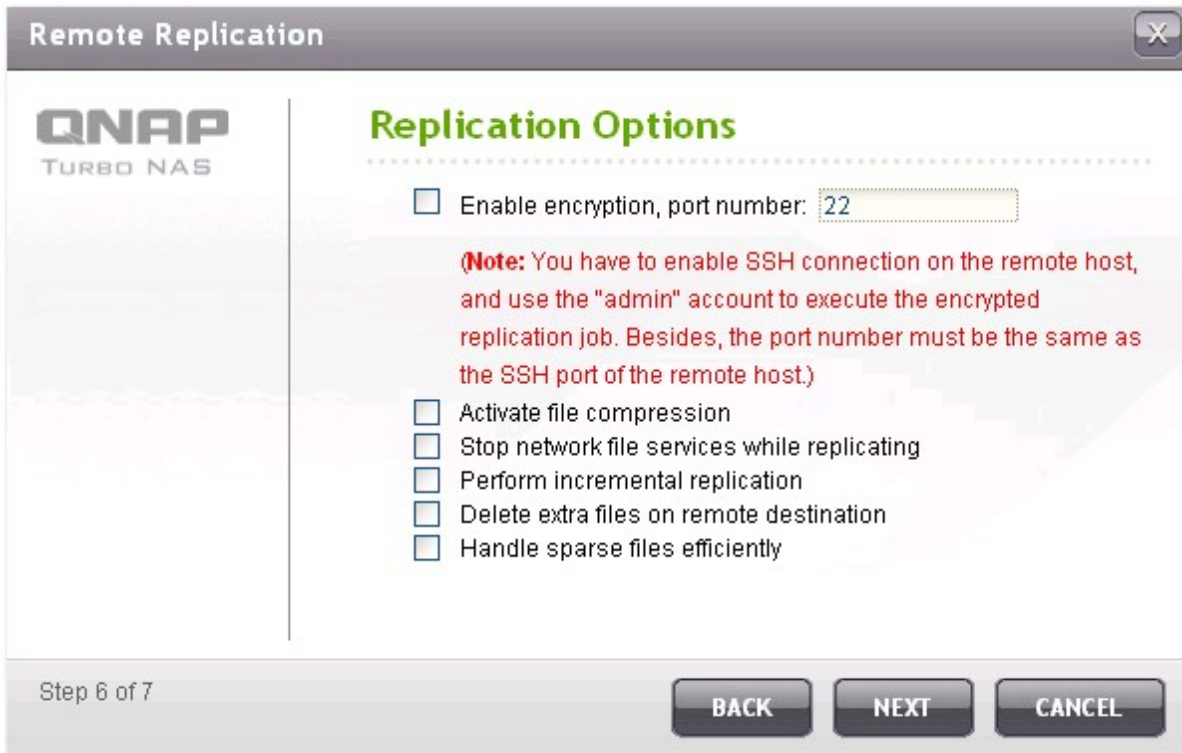 Remote Replication
X
QNAP
TURBO NAS
Replication Options
Enable encryption, port number: 22
(Note: You have to enable SSH connection on the remote host,
and use the "admin" account to execute the encrypted
replication job. Besides, the port number must be the same as
the SSH port of the remote host.)
Activate file compression
Stop network file services while replicating
Perform incremental replication
Delete extra files on remote destination
Handle sparse files efficiently
Step 6 of 7
BACK
NEXT
CANCEL